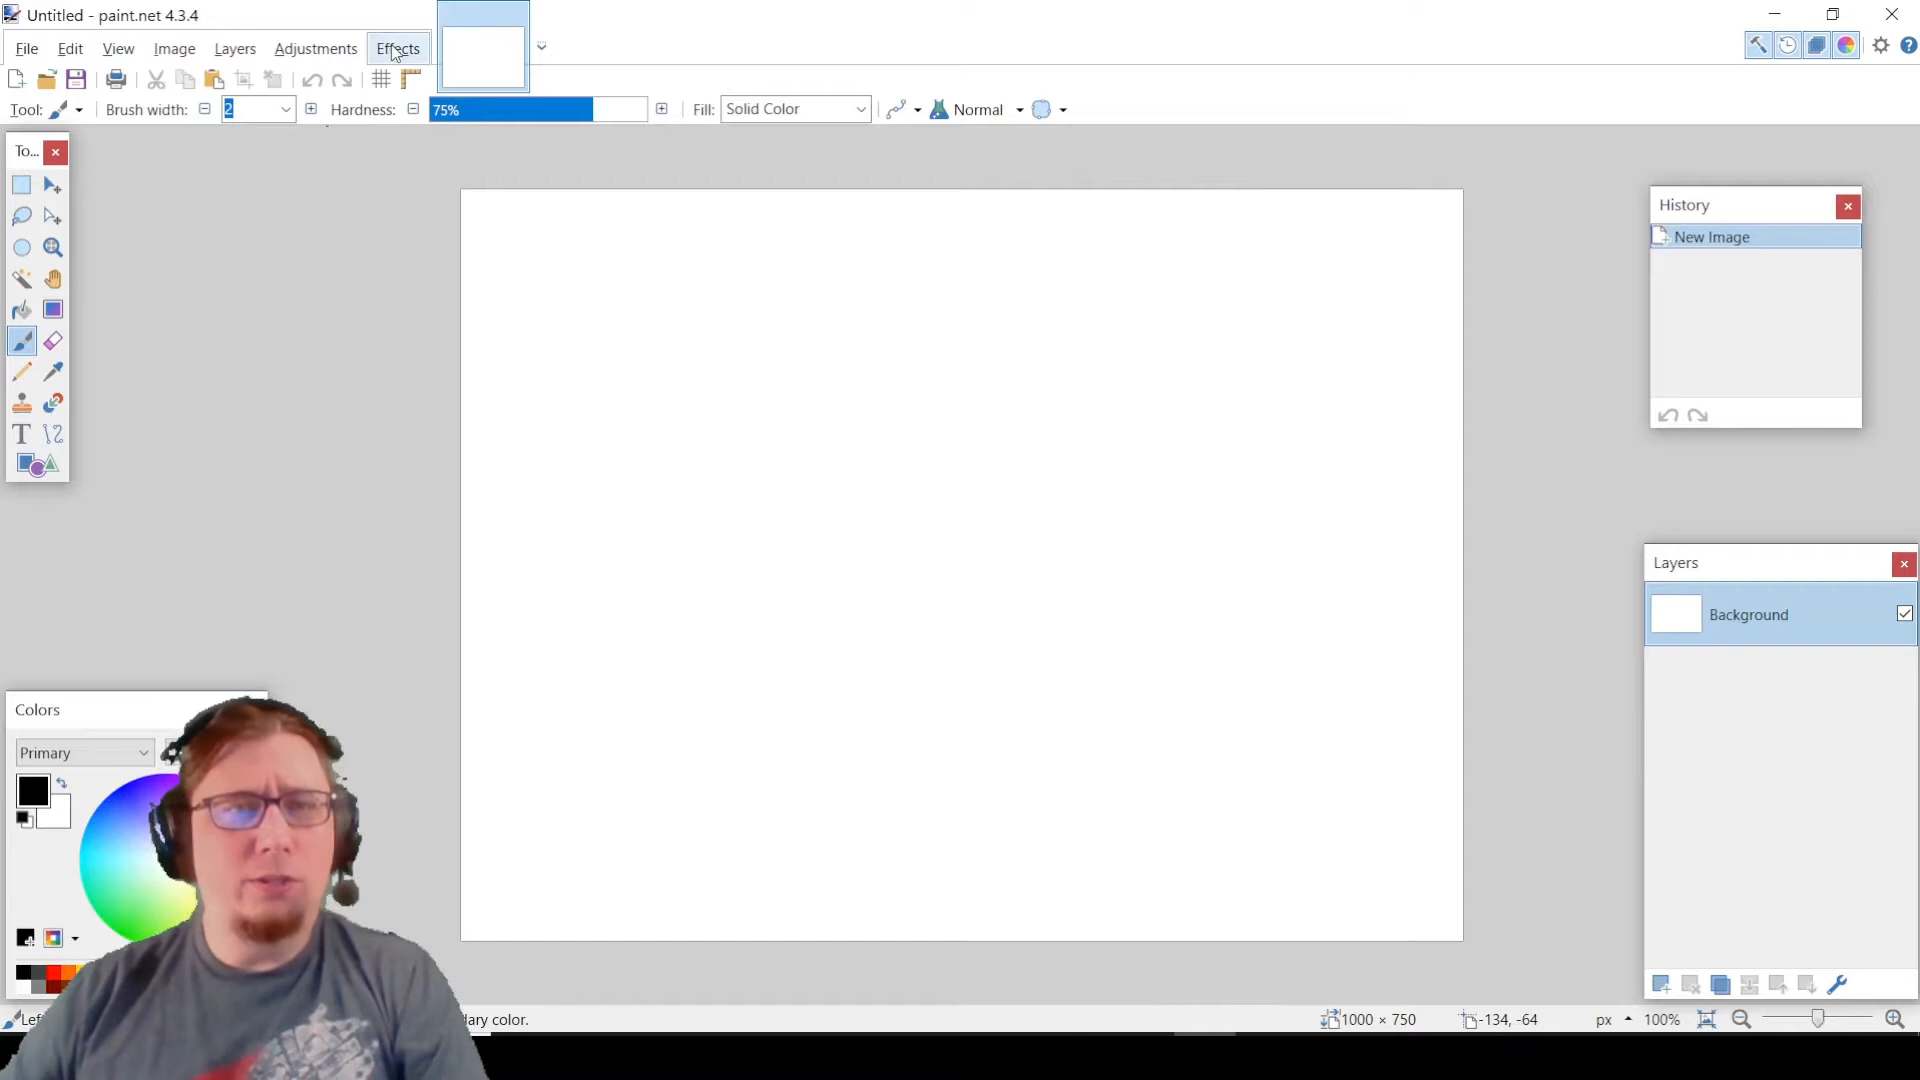 Untitled - paint.net 4.3.4
File Edit View Image Layers Adjustments Effects
Tool: Brush width: 2 Hardness: 75% Fill: Solid Color Normal
To...
History
New Image
Layers
Background
Colors
Primary
T
dary color.
1000 × 750 -134, -64 px 100%